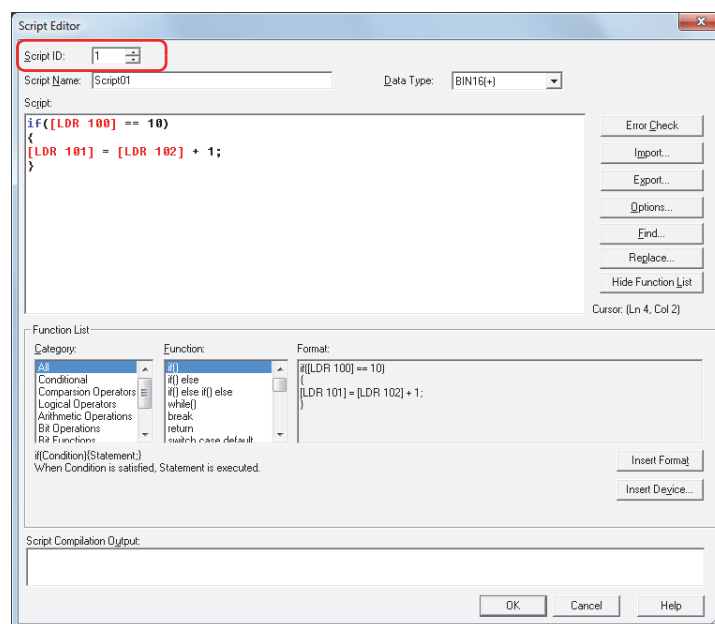 Script Editor
Script ID: 1
Script Name: Script01 Data Type: BIN16(+)
Script:
if([LDR 100] == 10)
{
[LDR 101] = [LDR 102] + 1;
}
Error Check
Import...
Export...
Options...
Find...
Replace...
Hide Function List
Cursor: (Ln 4, Col 2)
Function List
Category:
All
Conditional
Comparsion Operators
Logical Operators
Arithmetic Operations
Bit Operations
Bit Functions
Function:
if()
if() else
if() else if() else
while()
break
return
switch case default
Format:
if([LDR 100] == 10)
{
[LDR 101] = [LDR 102] + 1;
}
if(Condition){Statement;}
When Condition is satisfied, Statement is executed.
Insert Format
Insert Device...
Script Compilation Output:
OK Cancel Help